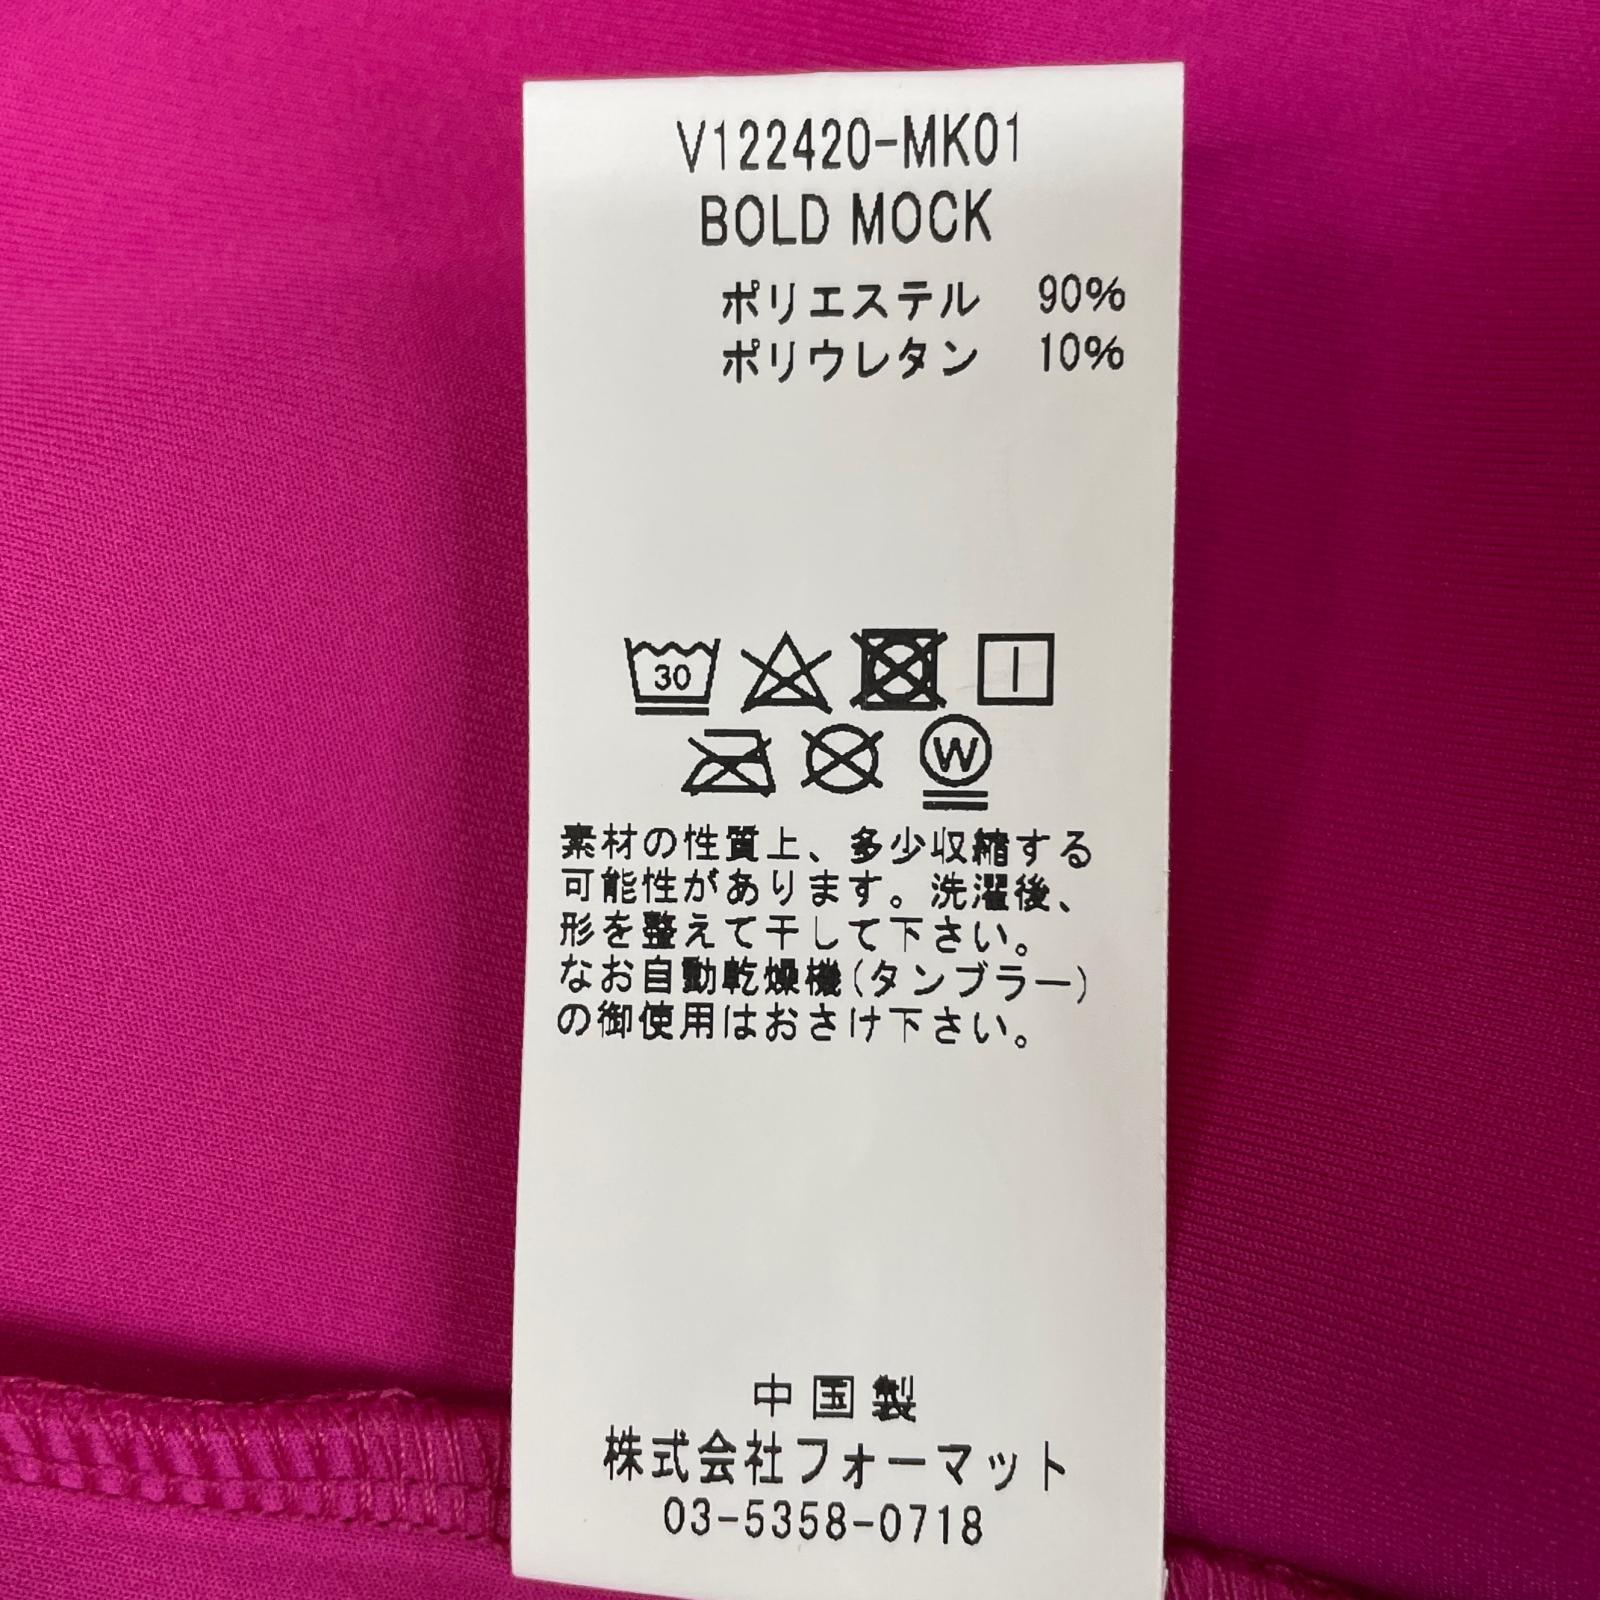 V122420-MK01
BOLD MOCK
ポリエステル 90%
ポリウレタン 10%
30
W
素材の性質上、多少収縮する
可能性があります。洗濯後、
形を整えて干して下さい。
なお自動乾燥機(タンブラー)
の御使用はおさけ下さい。
中国製
株式会社フォーマット
03-5358-0718